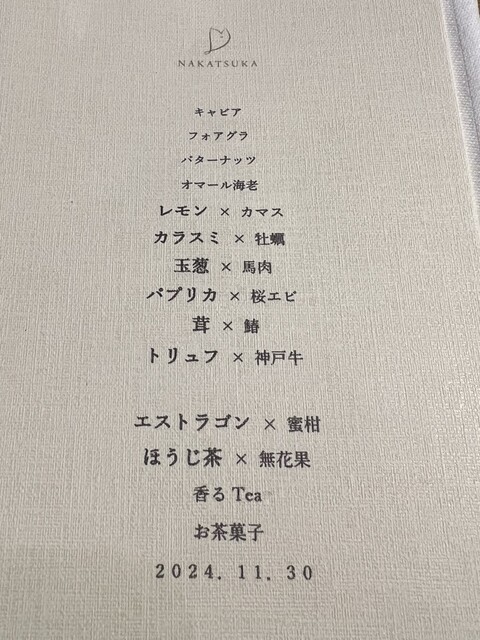 NAKATSUKA
キャビア
フォアグラ
バターナッツ
オマール海老
レモン × カマス
カラスミ × 牡蠣
玉葱 × 馬肉
パプリカ × 桜エビ
茸 × 鰆
トリュフ × 神戸牛
エストラゴン × 蜜柑
ほうじ茶 × 無花果
香る Tea
お茶菓子
2024. 11. 30